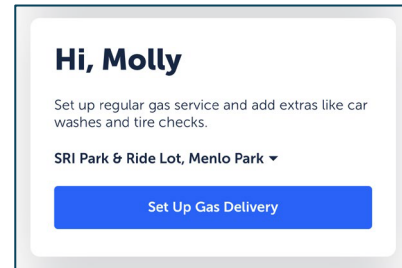 Hi, Molly
Set up regular gas service and add extras like car
washes and tire checks.
SRI Park & Ride Lot, Menlo Park
Set Up Gas Delivery